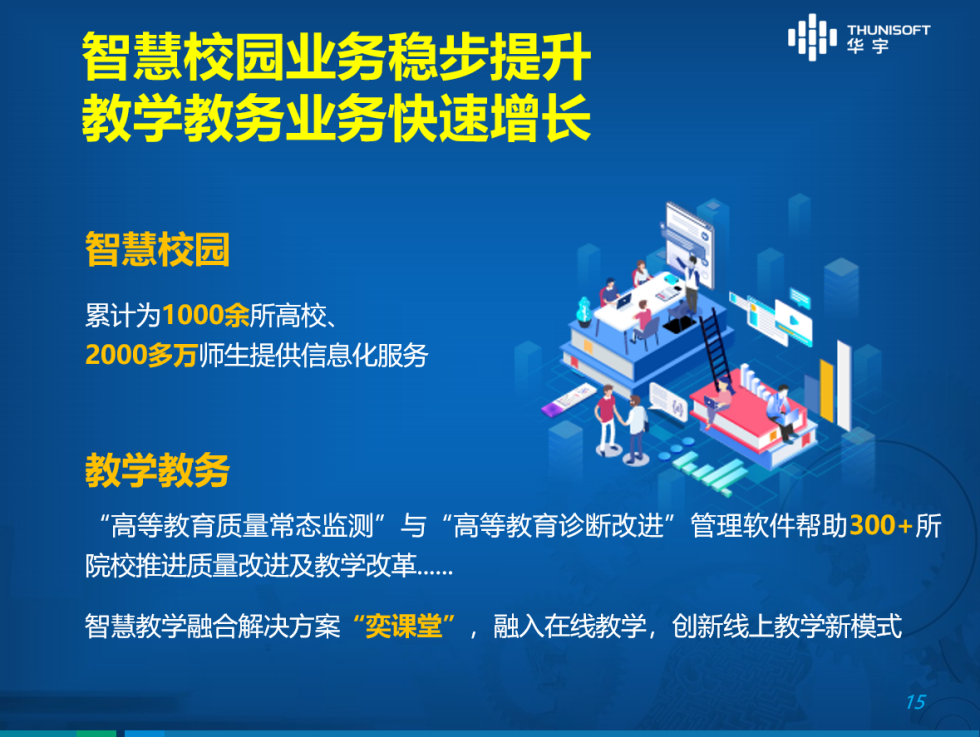 智慧校园业务稳步提升
教学教务业务快速增长
THUNISOFT
华宇
智慧校园
累计为1000余所高校、
2000多万师生提供信息化服务
教学教务
“高等教育质量常态监测”与“高等教育诊断改进”管理软件帮助300+所
院校推进质量改进及教学改革......
智慧教学融合解决方案“奕课堂”，融入在线教学，创新线上教学新模式
15